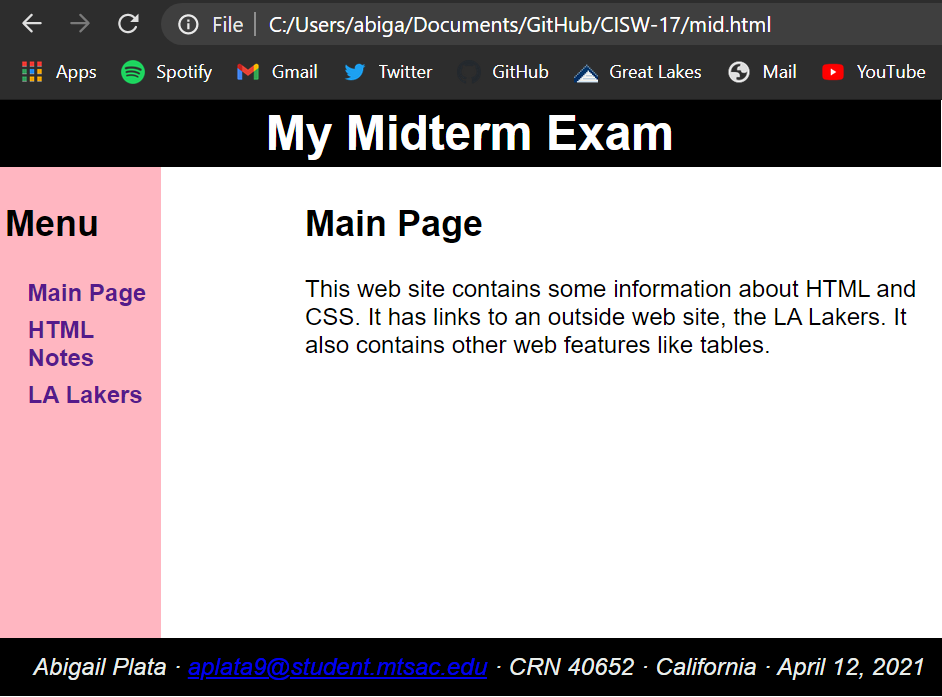 File C:/Users/abiga/Documents/GitHub/CISW-17/mid.html
Apps Spotify Gmail Twitter GitHub Great Lakes Mail YouTube
My Midterm Exam
Menu
Main Page
HTML
Notes
LA Lakers
Main Page
This web site contains some information about HTML and
CSS. It has links to an outside web site, the LA Lakers. It
also contains other web features like tables.
Abigail Plata · aplata9@student.mtsac.edu · CRN 40652 · California · April 12, 2021